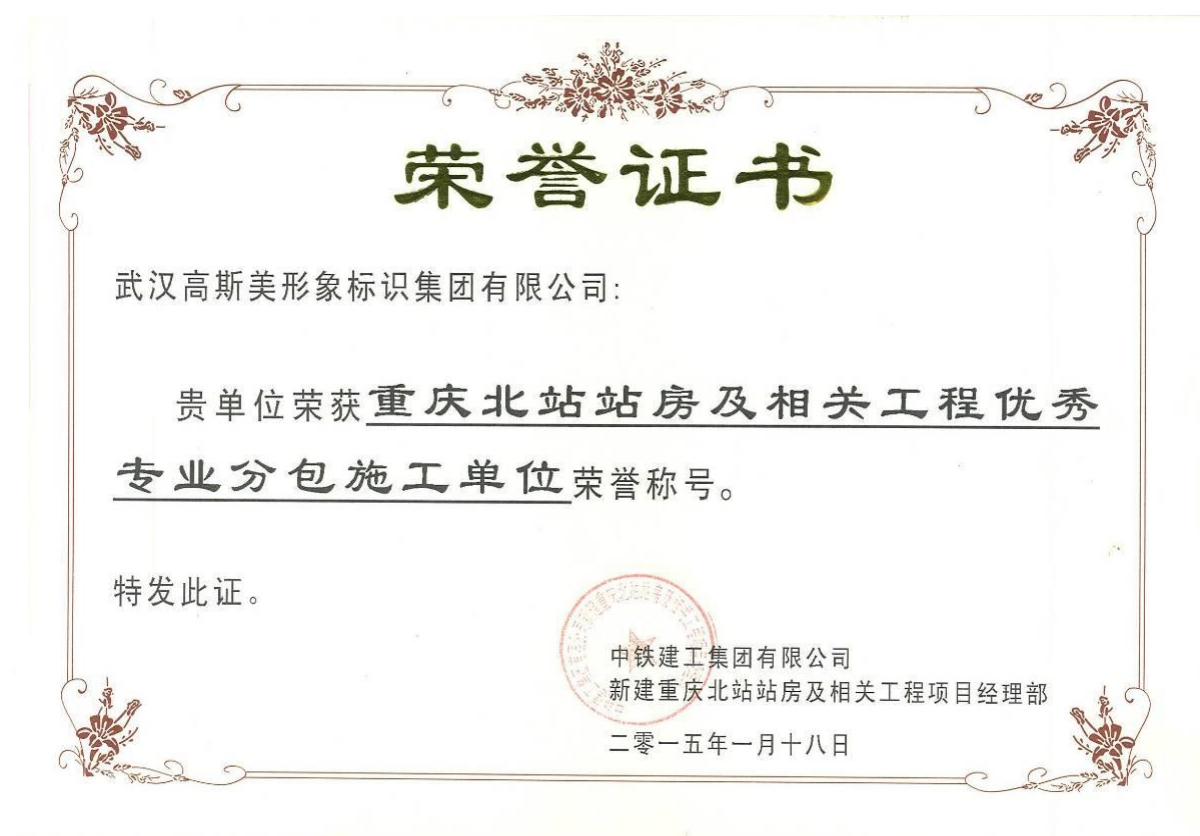 荣誉证书
武汉高斯美形象标识集团有限公司:
贵单位荣获重庆北站站房及相关工程优秀
专业分包施工单位荣誉称号。
特发此证。
中铁建工集团有限公司
新建重庆北站站房及相关工程项目经理部
二零一五年一月十八日